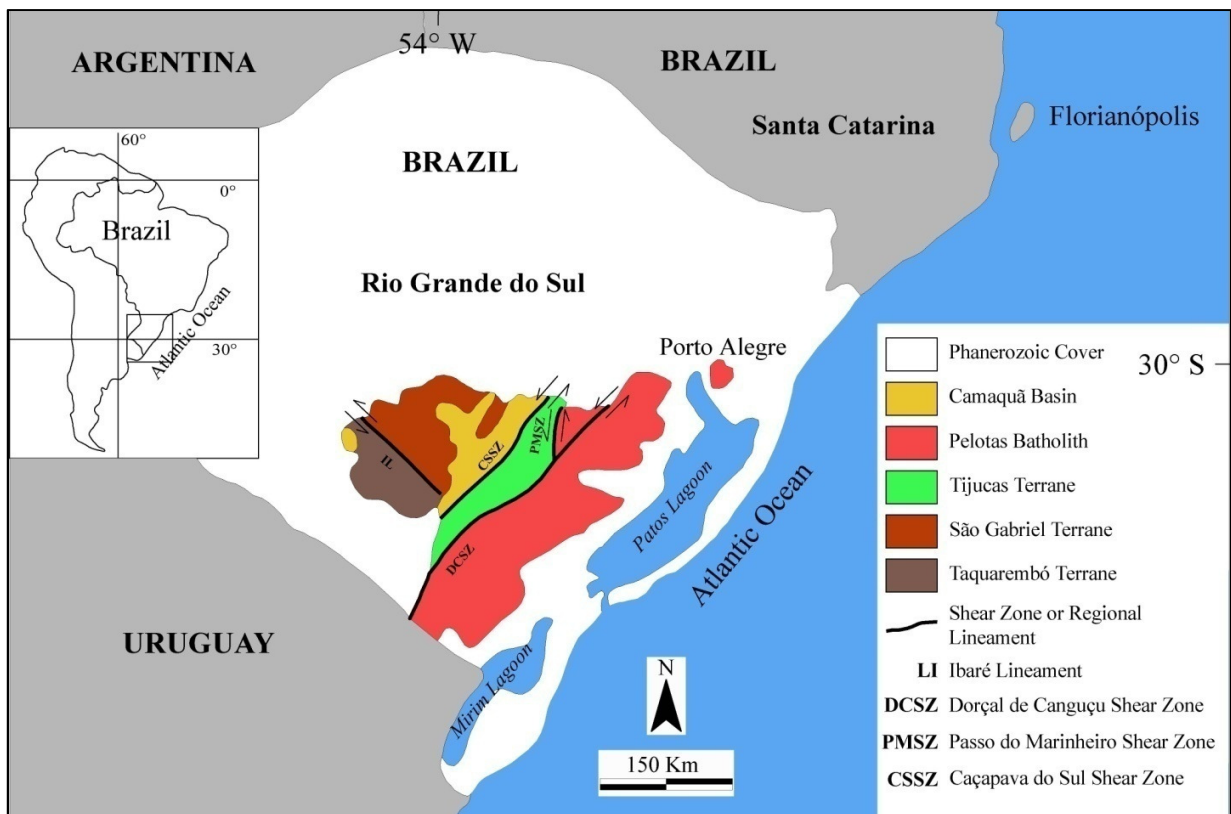 54° W
ARGENTINA
BRAZIL
Santa Catarina
Florianópolis
BRAZIL
60°
0°
Brazil
30°
Atlantic Ocean
Rio Grande do Sul
Porto Alegre
30° S
IL
CSSZ
PMSZ
DCSZ
Patos Lagoon
Atlantic Ocean
Mirim Lagoon
URUGUAY
N
150 Km
Phanerozoic Cover
Camaquã Basin
Pelotas Batholith
Tijucas Terrane
São Gabriel Terrane
Taquarembó Terrane
Shear Zone or Regional
Lineament
LI Ibaré Lineament
DCSZ Dorçal de Canguçu Shear Zone
PMSZ Passo do Marinheiro Shear Zone
CSSZ Caçapava do Sul Shear Zone